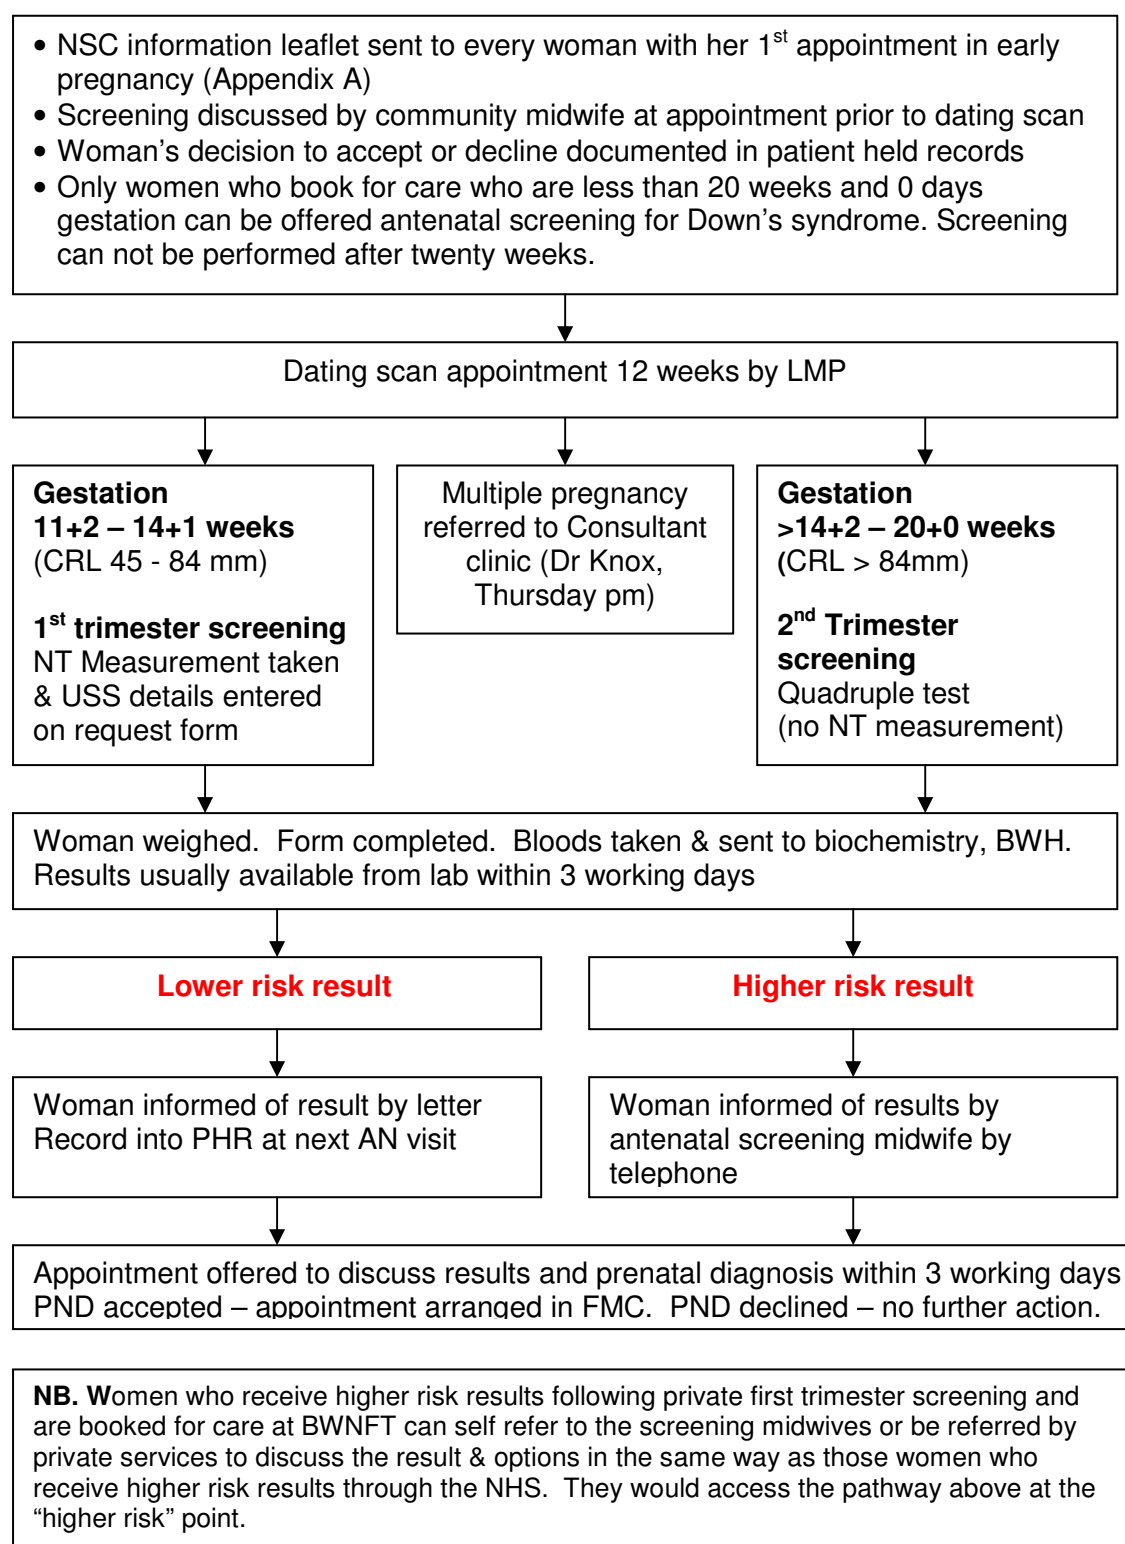 • NSC information leaflet sent to every woman with her 1st appointment in early
pregnancy (Appendix A)
• Screening discussed by community midwife at appointment prior to dating scan
• Woman's decision to accept or decline documented in patient held records
• Only women who book for care who are less than 20 weeks and 0 days
gestation can be offered antenatal screening for Down's syndrome. Screening
can not be performed after twenty weeks.
Dating scan appointment 12 weeks by LMP
Gestation
11+2 – 14+1 weeks
(CRL 45 - 84 mm)
1st trimester screening
NT Measurement taken
& USS details entered
on request form
Multiple pregnancy
referred to Consultant
clinic (Dr Knox,
Thursday pm)
Gestation
>14+2 – 20+0 weeks
(CRL > 84mm)
2nd Trimester
screening
Quadruple test
(no NT measurement)
Woman weighed. Form completed. Bloods taken & sent to biochemistry, BWH.
Results usually available from lab within 3 working days
Lower risk result
Higher risk result
Woman informed of result by letter
Record into PHR at next AN visit
Woman informed of results by
antenatal screening midwife by
telephone
Appointment offered to discuss results and prenatal diagnosis within 3 working days
PND accepted – appointment arranged in FMC. PND declined – no further action.
NB. Women who receive higher risk results following private first trimester screening and
are booked for care at BWNFT can self refer to the screening midwives or be referred by
private services to discuss the result & options in the same way as those women who
receive higher risk results through the NHS. They would access the pathway above at the
"higher risk" point.